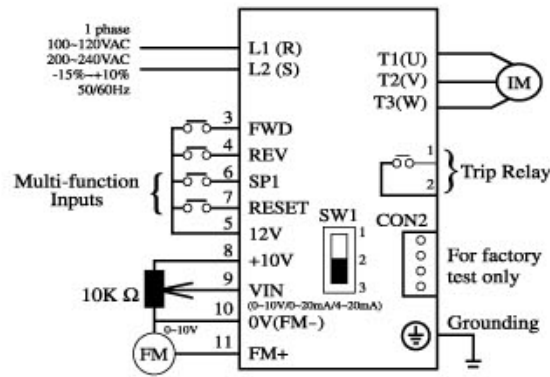 1 phase
100~120VAC
200~240VAC
-15%~+10%
50/60Hz
L1 (R)
L2 (S)
T1(U)
T2(V)
T3(W)
IM
3 FWD
4 REV
6 SP1
7 RESET
5 12V
Multi-function
Inputs
1
2
Trip Relay
SW1
1
2
3
CON2
For factory
test only
8 +10V
9 VIN
(0~10V/0~20mA/4~20mA)
10 0V(FM-)
11 FM+
10K Ω
0~10V
FM
Grounding